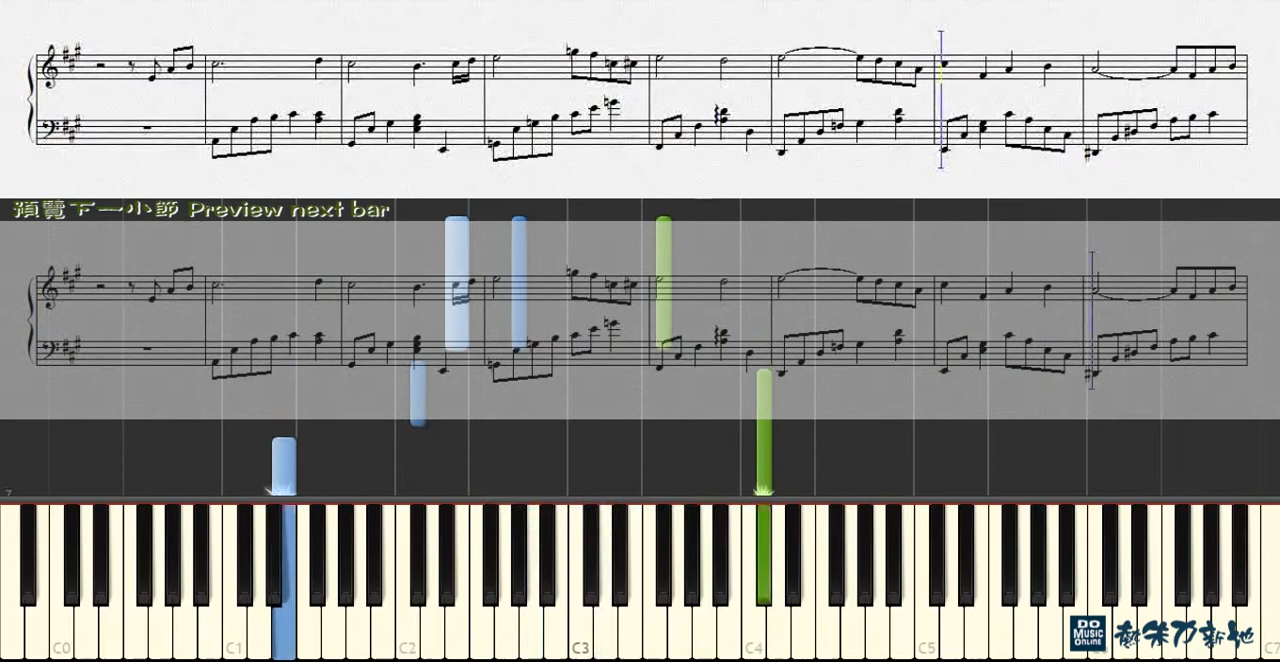 預覽下一小節 Preview next bar
7
C0 C1 C2 C3 C4 C5 C7
DO
MUSIC
ONLINE